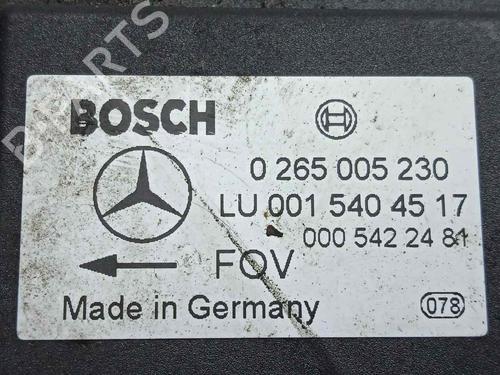 B-PARTS
BOSCH
0 265 005 230
LU 001 540 45 17
000 542 24 81
FOV
Made in Germany
078